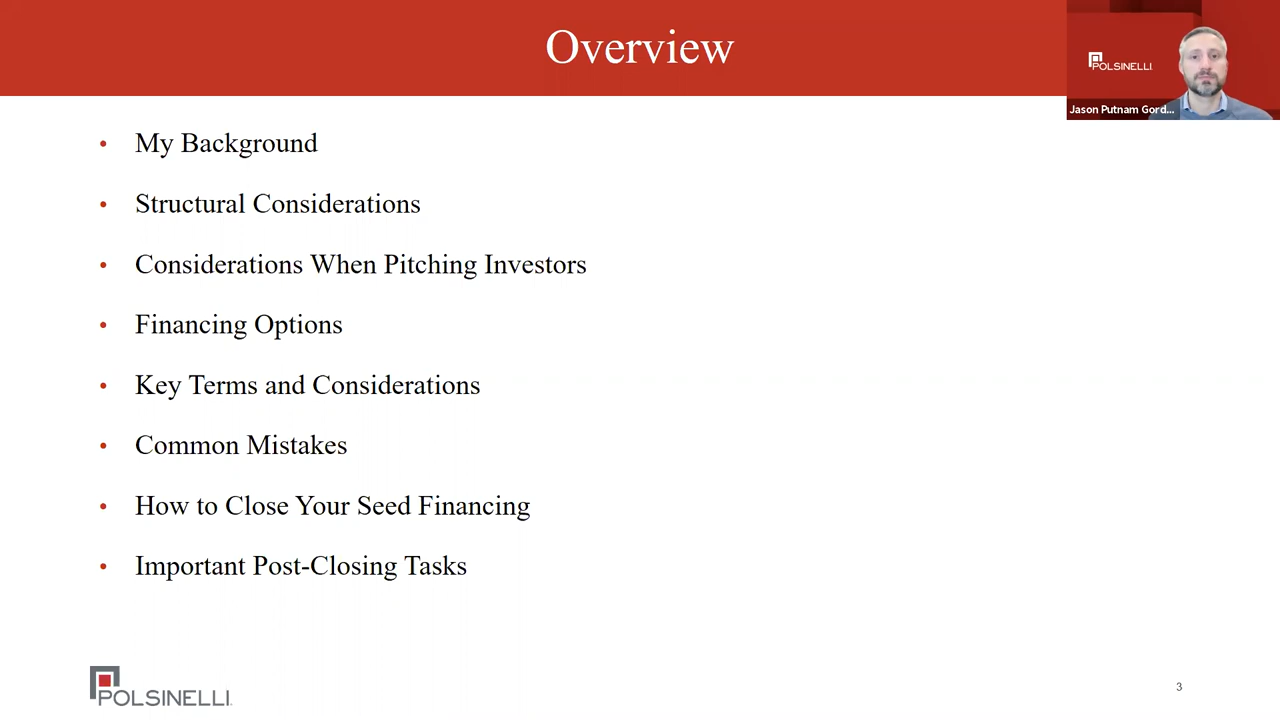 Overview
POLSINELLI
Jason Putnam Gord...
• My Background
• Structural Considerations
• Considerations When Pitching Investors
• Financing Options
• Key Terms and Considerations
• Common Mistakes
• How to Close Your Seed Financing
• Important Post-Closing Tasks
POLSINELLI
3